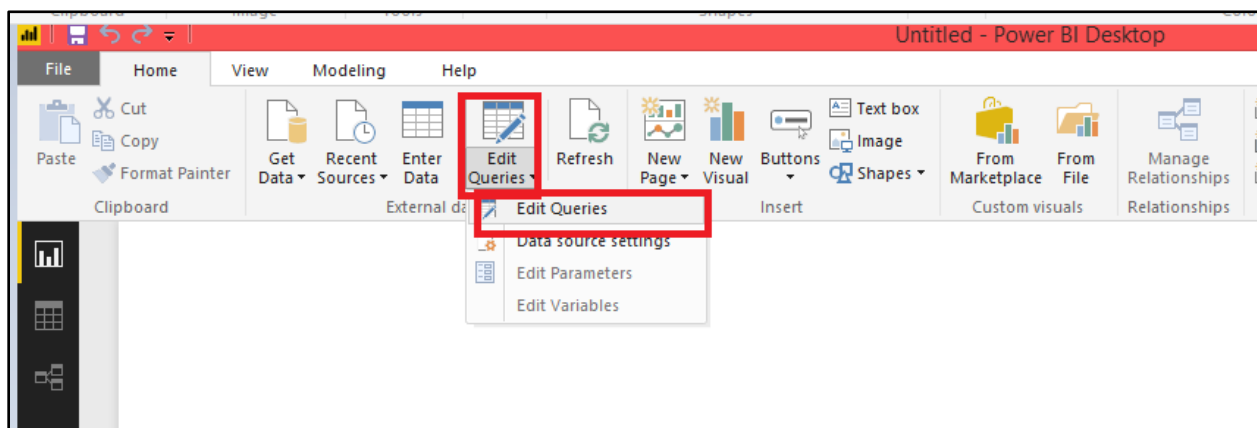 Untitled - Power BI Desktop
File Home View Modeling Help
Cut
Copy
Format Painter
Paste
Get Data
Recent Sources
Enter Data
Edit Queries
Refresh
New Page
New Visual
Buttons
Text box
Image
Shapes
From Marketplace
From File
Manage Relationships
Clipboard
External da
Insert
Custom visuals
Relationships
Edit Queries
Data source settings
Edit Parameters
Edit Variables